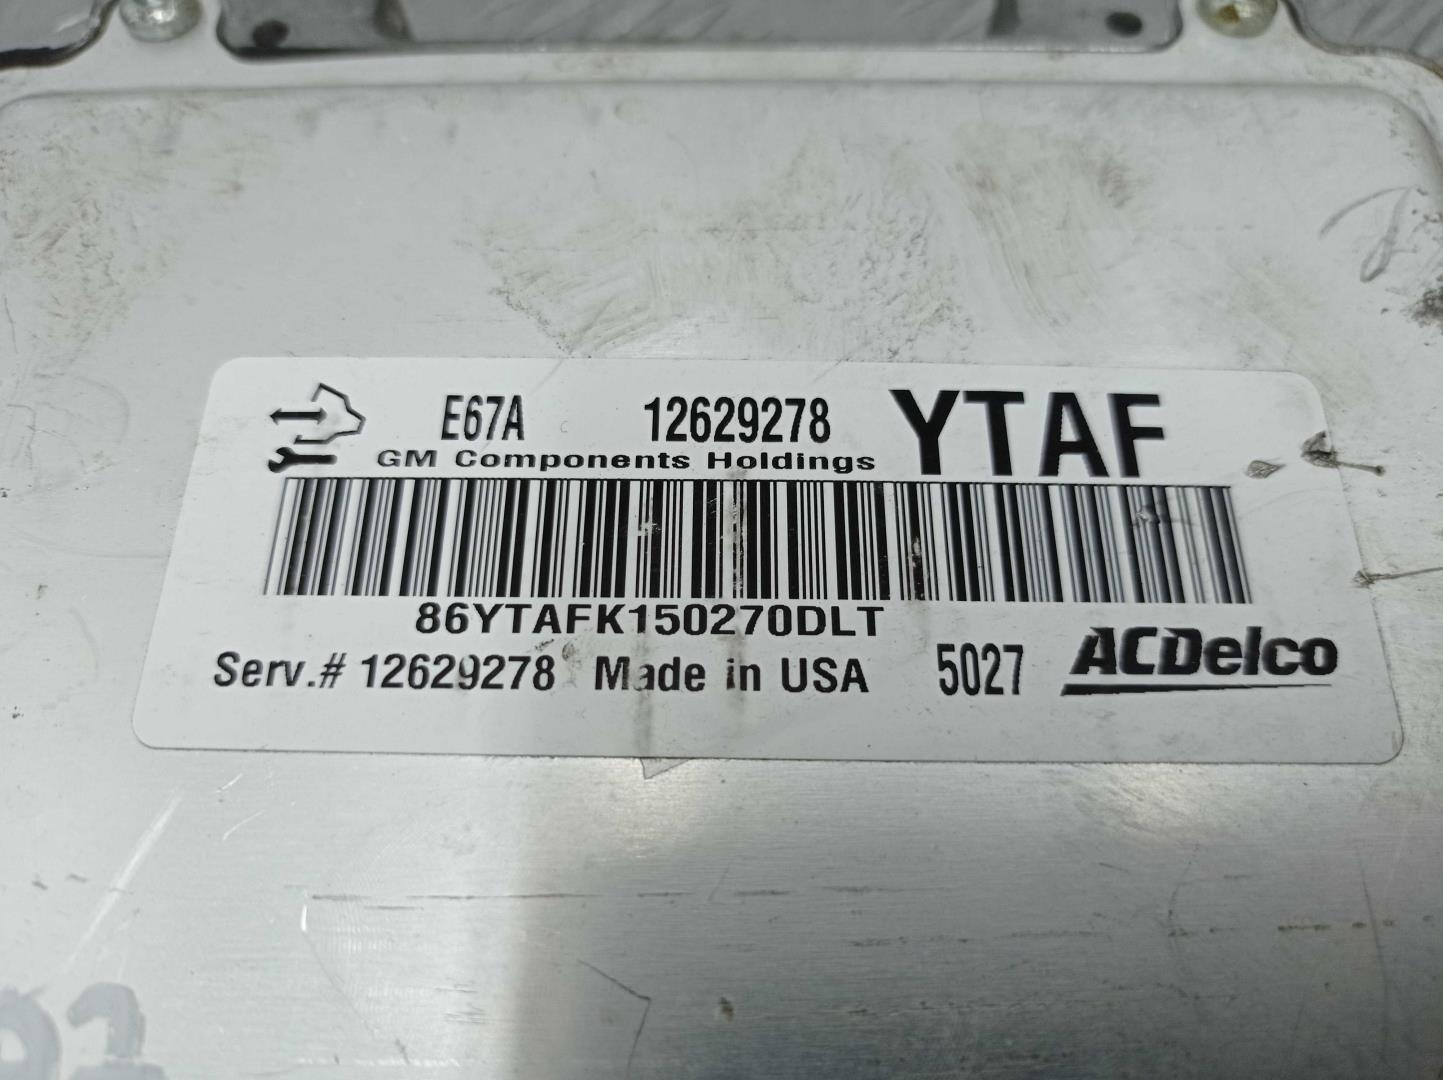 E67A 12629278 YTAF
GM Components Holdings
86YTAFK150270DLT
Serv.# 12629278 Made in USA 5027 ACDelco